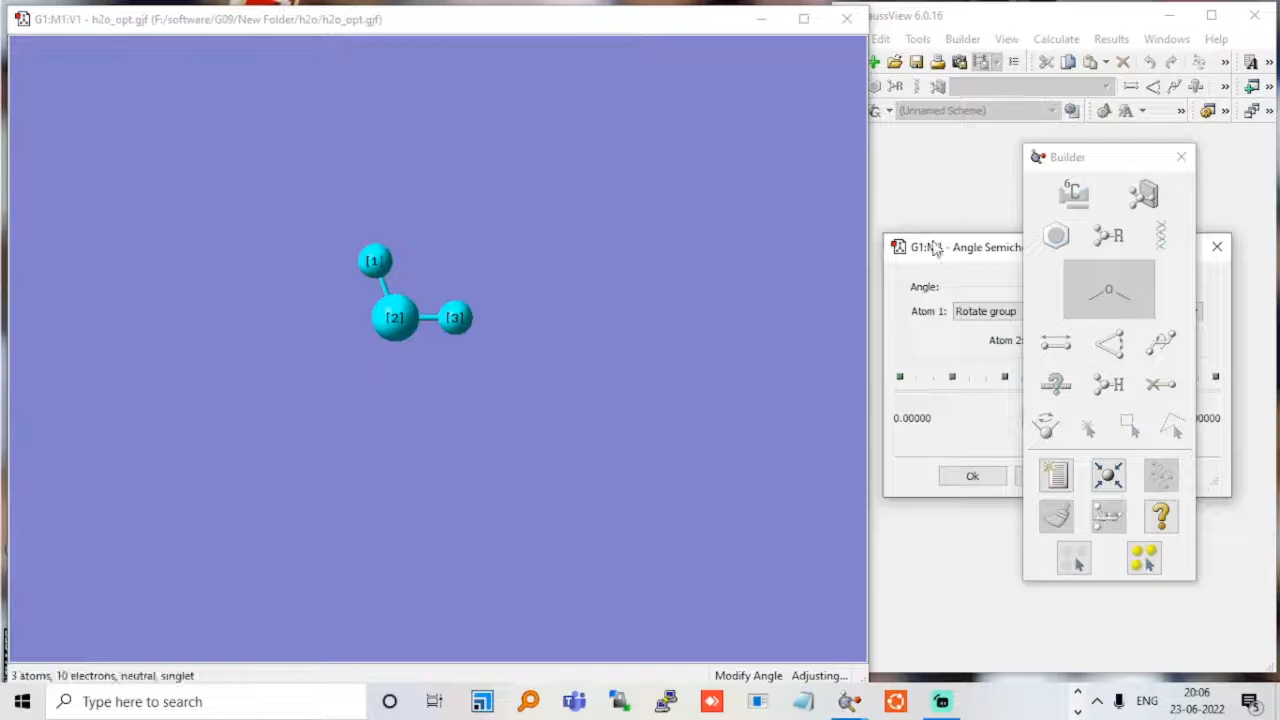 G1:M1:V1 - h2o_opt.gjf (F:/software/G09/New Folder/h2o/h2o_opt.gjf)
6.0.16
Edit Tools Builder View Calculate Results Windows Help
(Unnamed Scheme)
Builder
6C
R
Angle
Angle:
Atom 1: Rotate group
Atom 2:
O
H
0.00000
Ok
[1]
[2]
[3]
3 atoms, 10 electrons, neutral, singlet
Modify Angle Adjusting...
Type here to search
ENG
20:06
23-06-2022
5